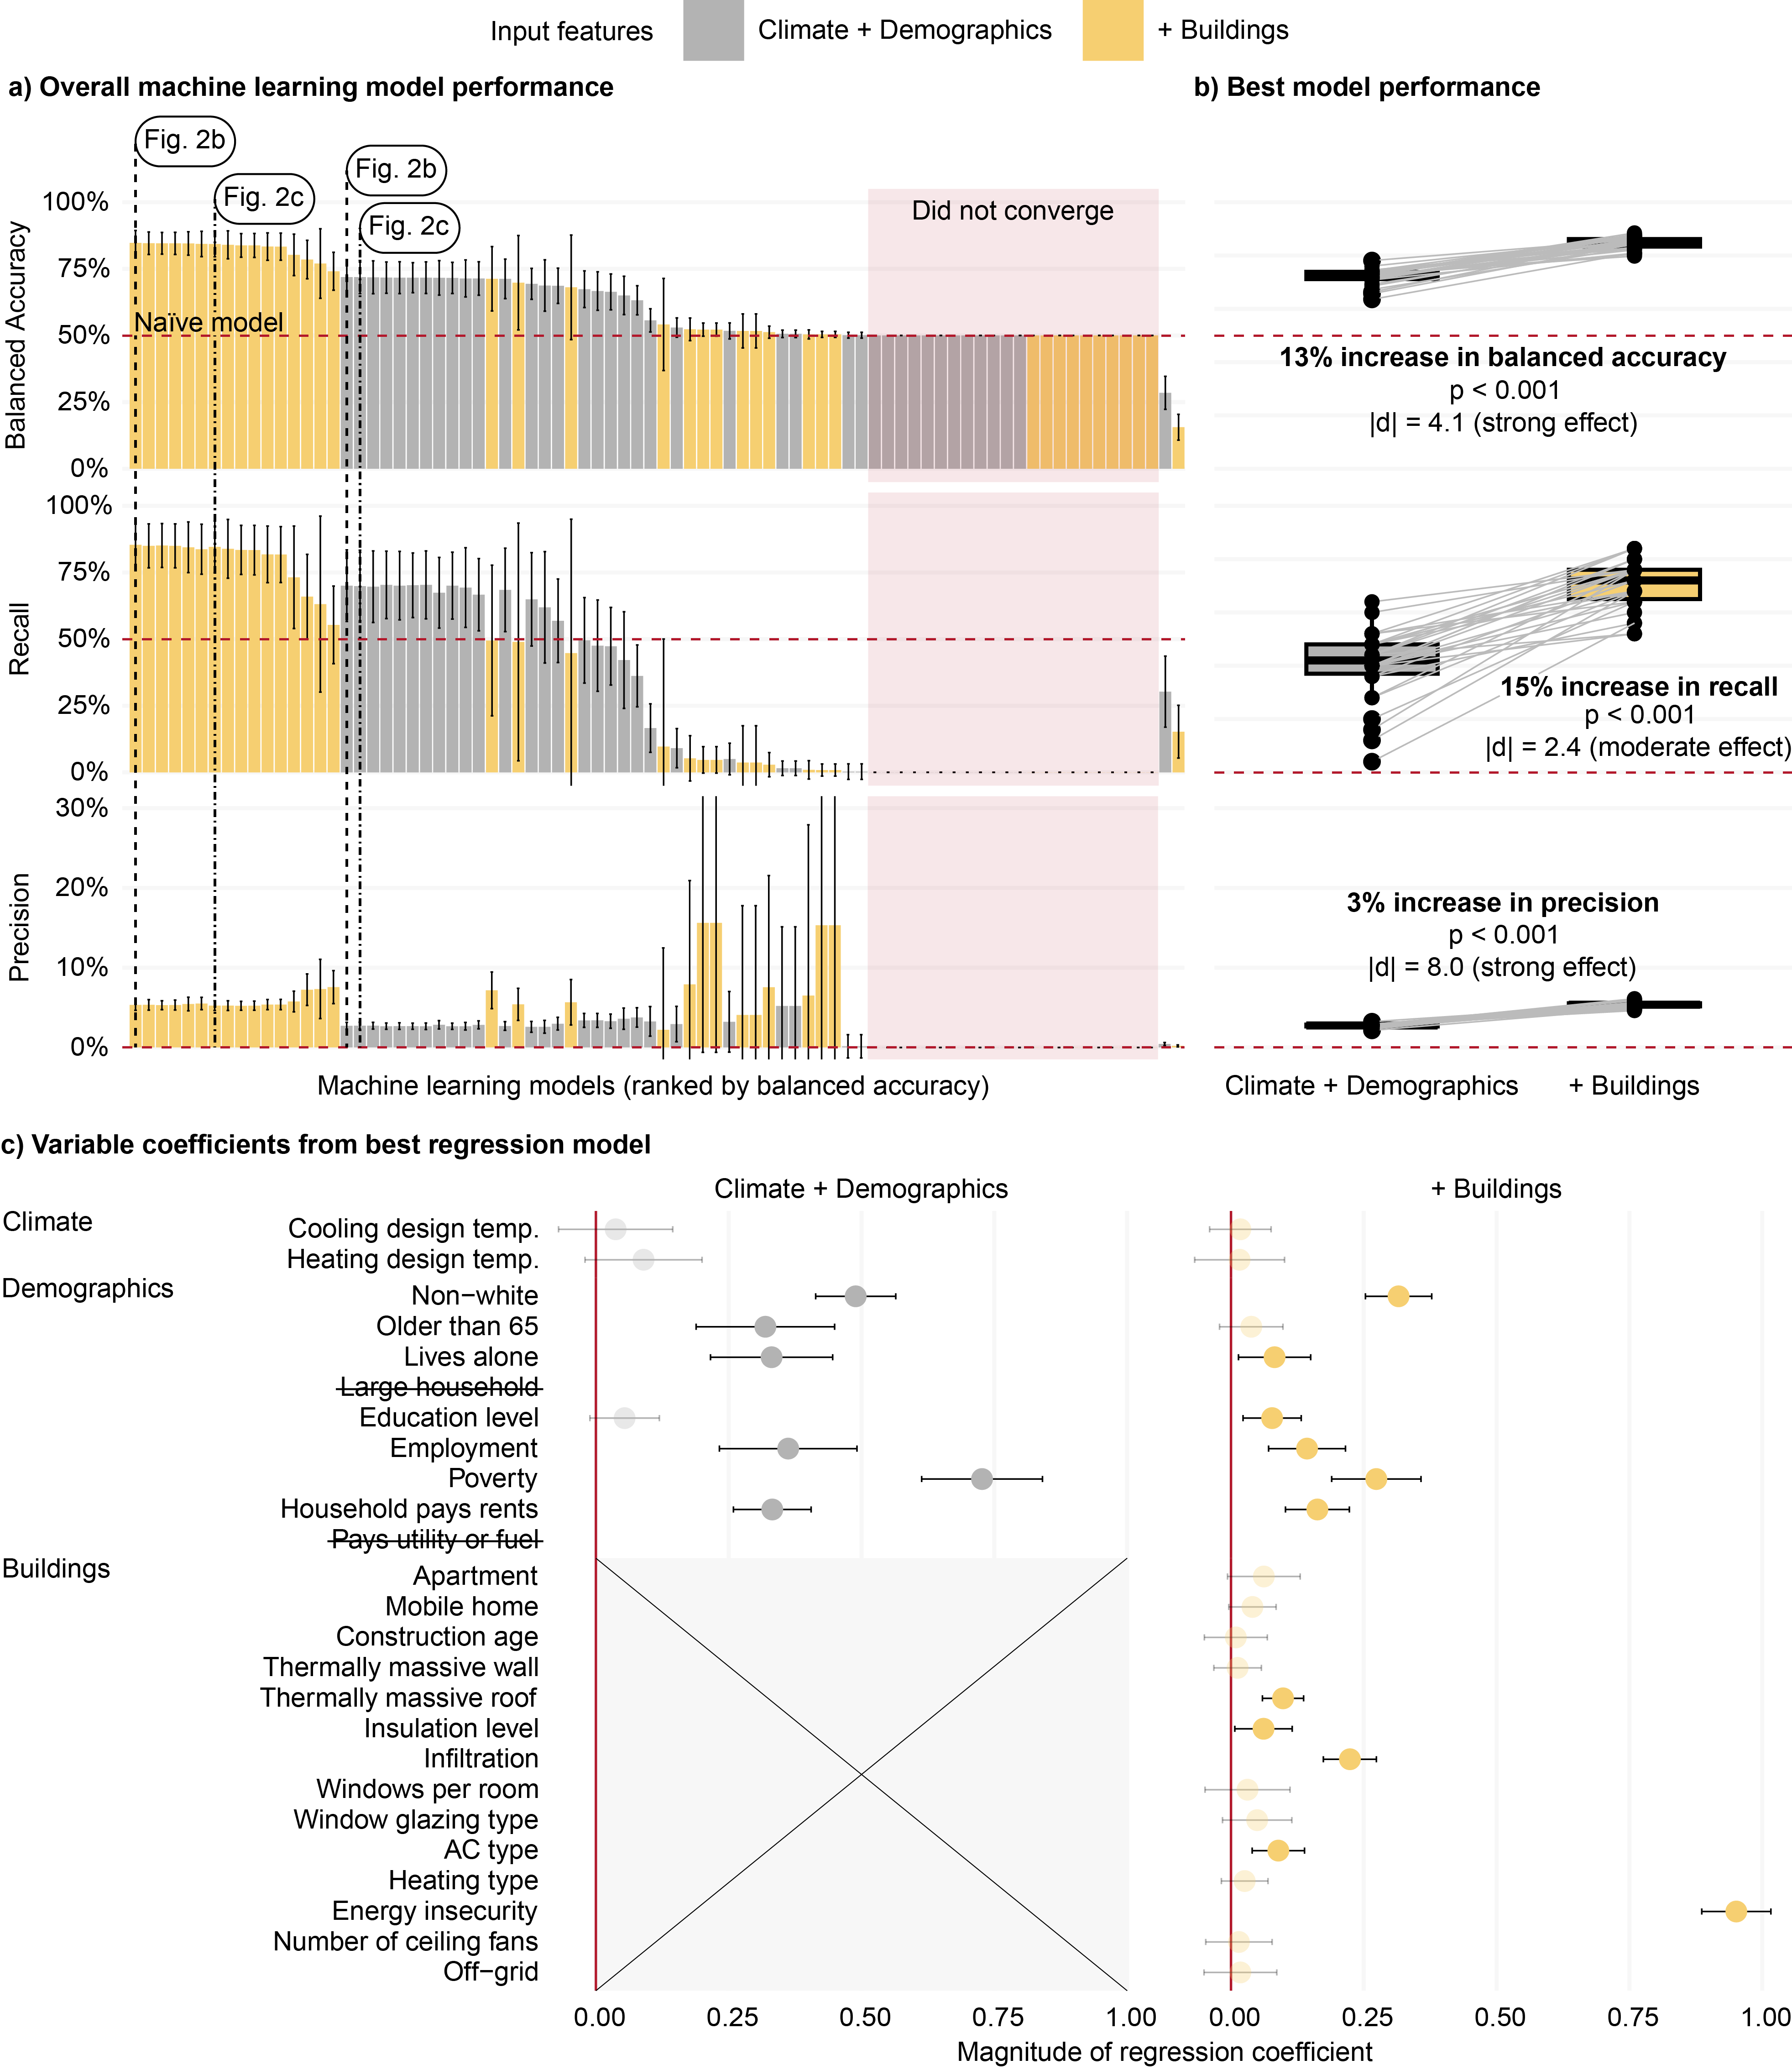 Input features
Climate + Demographics
+ Buildings
a) Overall machine learning model performance
b) Best model performance
Fig. 2b
Fig. 2c
Fig. 2b
Fig. 2c
Balanced Accuracy
100%
75%
50%
25%
0%
Naïve model
Did not converge
13% increase in balanced accuracy
p < 0.001
|d| = 4.1 (strong effect)
Recall
100%
75%
50%
25%
0%
15% increase in recall
p < 0.001
|d| = 2.4 (moderate effect)
Precision
30%
20%
10%
0%
3% increase in precision
p < 0.001
|d| = 8.0 (strong effect)
Machine learning models (ranked by balanced accuracy)
Climate + Demographics
+ Buildings
c) Variable coefficients from best regression model
Climate + Demographics
+ Buildings
Climate
Cooling design temp.
Heating design temp.
Demographics
Non−white
Older than 65
Lives alone
Large household
Education level
Employment
Poverty
Household pays rents
Pays utility or fuel
Buildings
Apartment
Mobile home
Construction age
Thermally massive wall
Thermally massive roof
Insulation level
Infiltration
Windows per room
Window glazing type
AC type
Heating type
Energy insecurity
Number of ceiling fans
Off−grid
0.00 0.25 0.50 0.75 1.00
0.00 0.25 0.50 0.75 1.00
Magnitude of regression coefficient